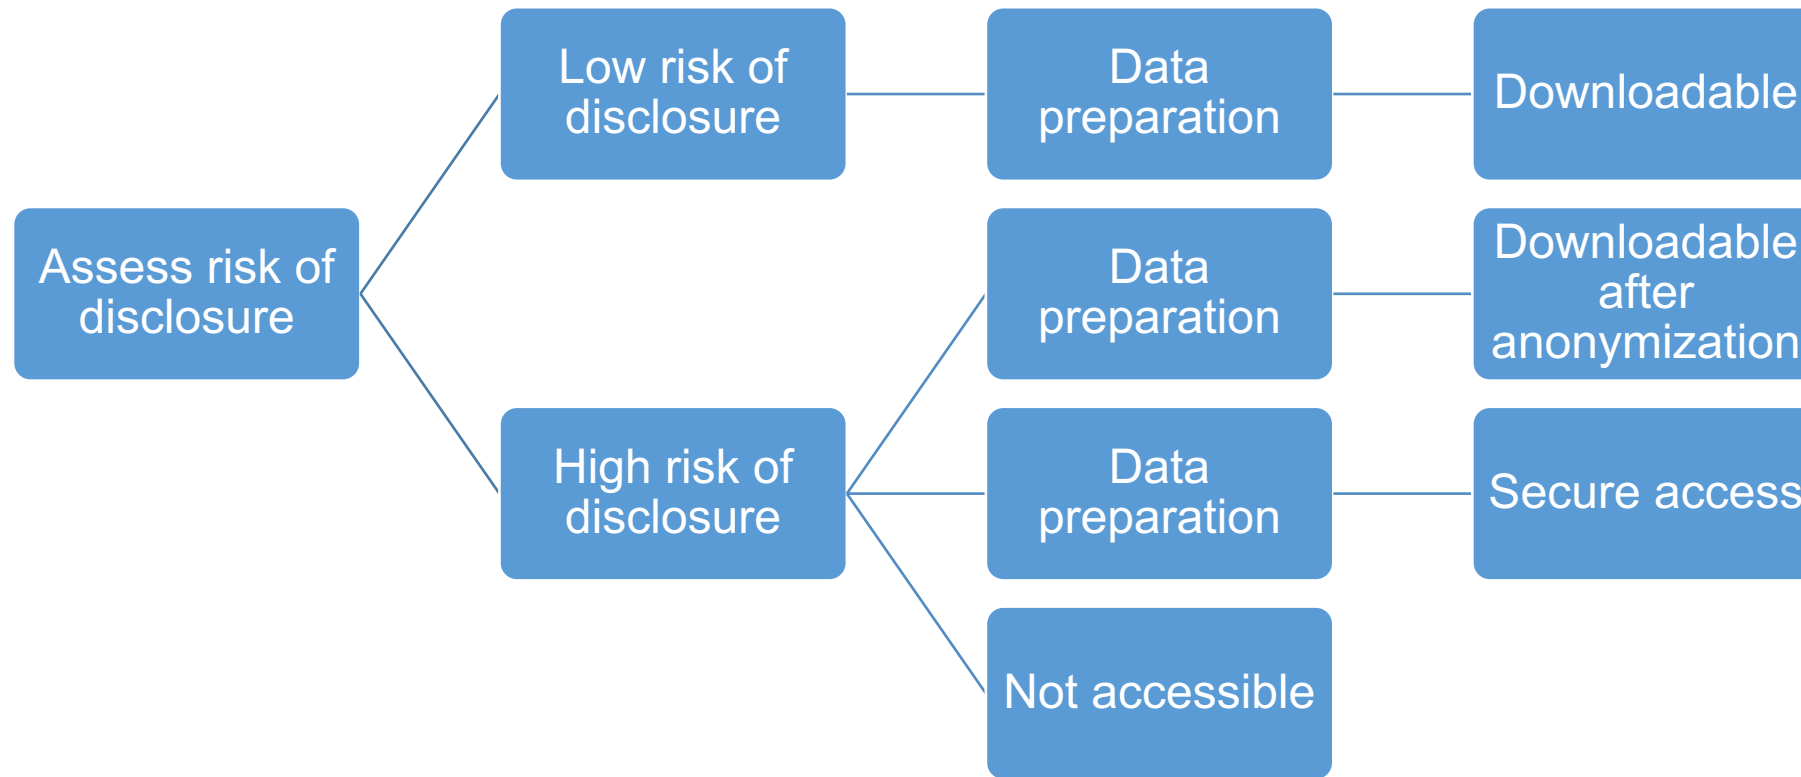 Low risk of
disclosure
Data
preparation
Downloadable
Assess risk of
disclosure
Data
preparation
Downloadable
after
anonymization
High risk of
disclosure
Data
preparation
Secure access
Not accessible